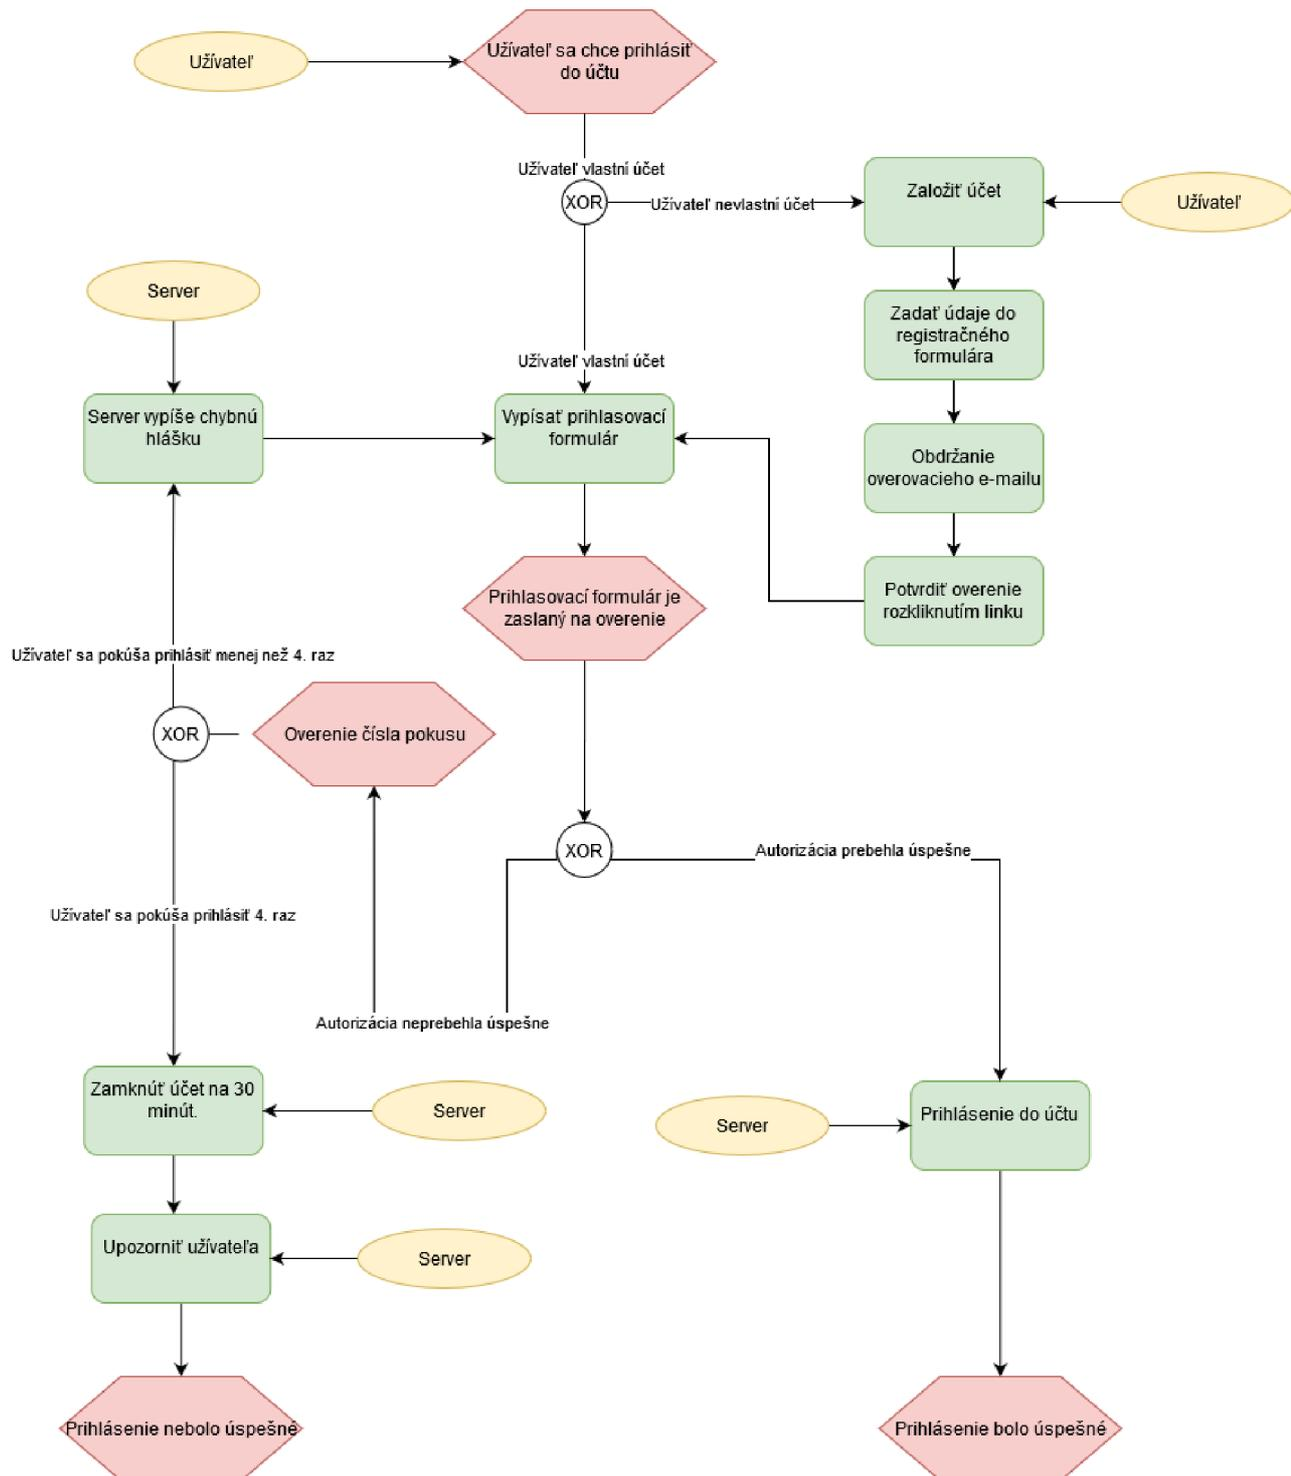 Užívateľ
Užívateľ sa chce prihlásiť
do účtu
Užívateľ vlastní účet
XOR
Užívateľ nevlastní účet
Založiť účet
Užívateľ
Server
Zadať údaje do
registračného
formulára
Užívateľ vlastní účet
Server vypíše chybnú
hlášku
Vypísať prihlasovací
formulár
Obdržanie
overovacieho e-mailu
Prihlasovací formulár je
zaslaný na overenie
Potvrdiť overenie
rozkliknutím linku
Užívateľ sa pokúša prihlásiť menej než 4. raz
XOR
Overenie čísla pokusu
XOR
Autorizácia prebehla úspešne
Užívateľ sa pokúša prihlásiť 4. raz
Autorizácia neprebehla úspešne
Zamknúť účet na 30
minút.
Server
Server
Prihlásenie do účtu
Upozorniť užívateľa
Server
Prihlásenie nebolo úspešné
Prihlásenie bolo úspešné